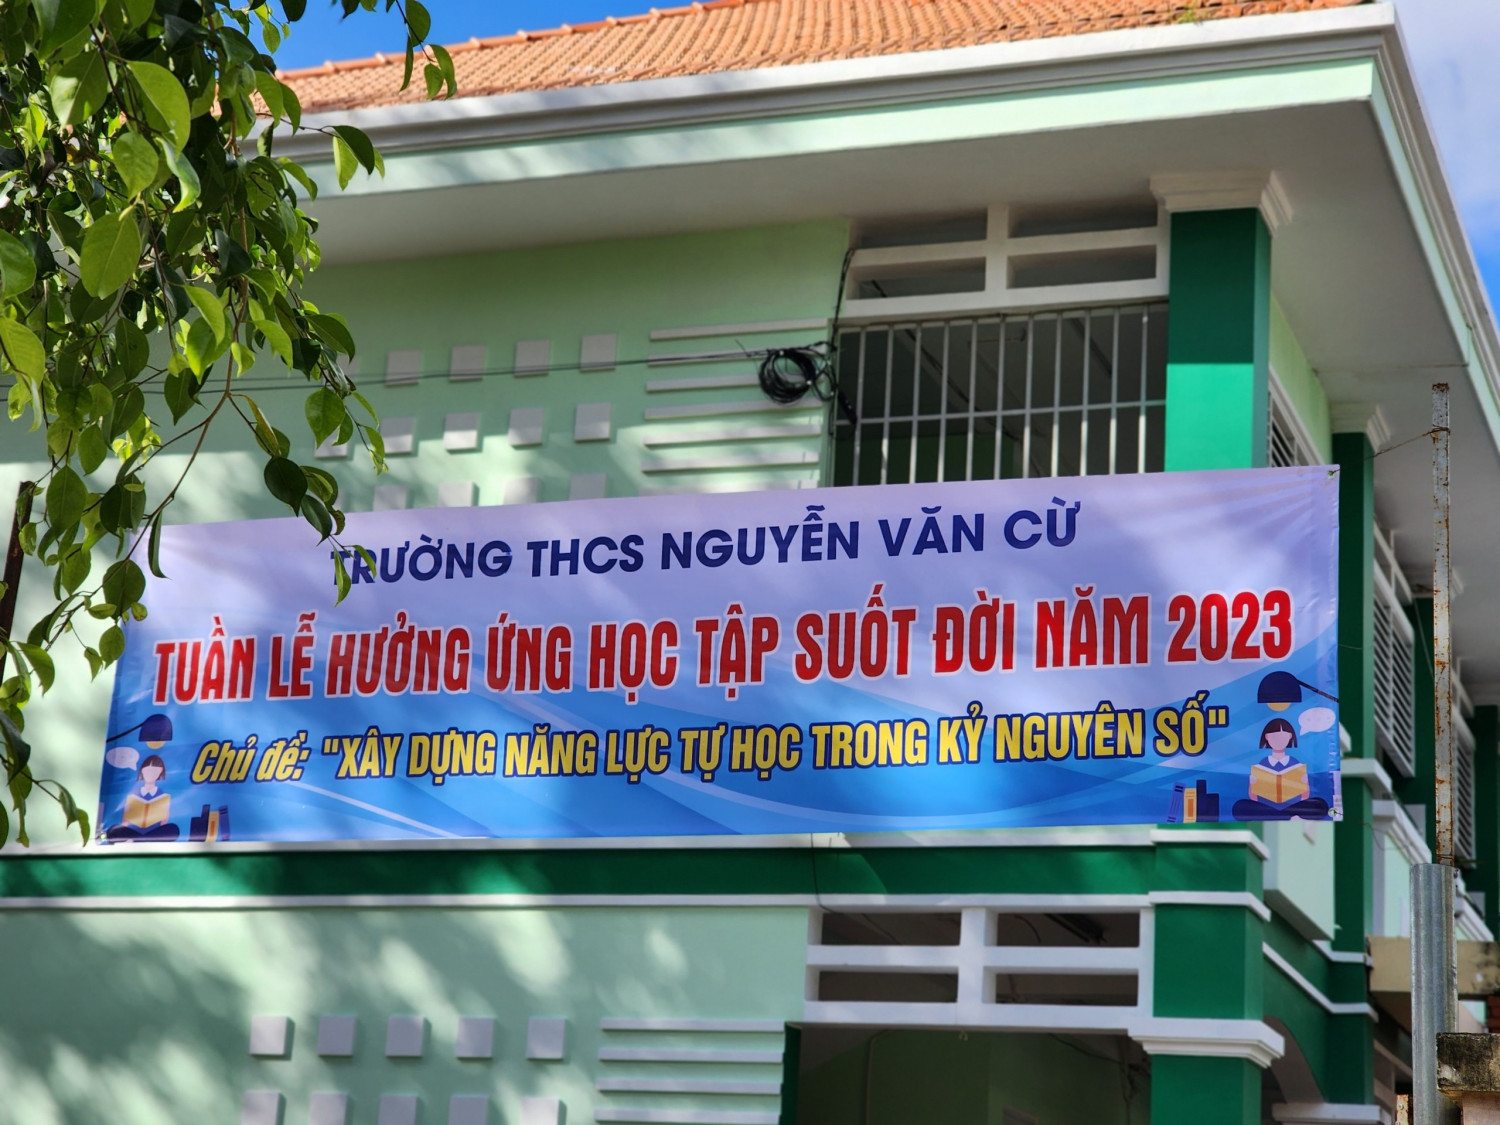 TRƯỜNG THCS NGUYỄN VĂN CỪ
TUẦN LỄ HƯỞNG ỨNG HỌC TẬP SUỐT ĐỜI NĂM 2023
Chủ đề: "XÂY DỰNG NĂNG LỰC TỰ HỌC TRONG KỶ NGUYÊN SỐ"